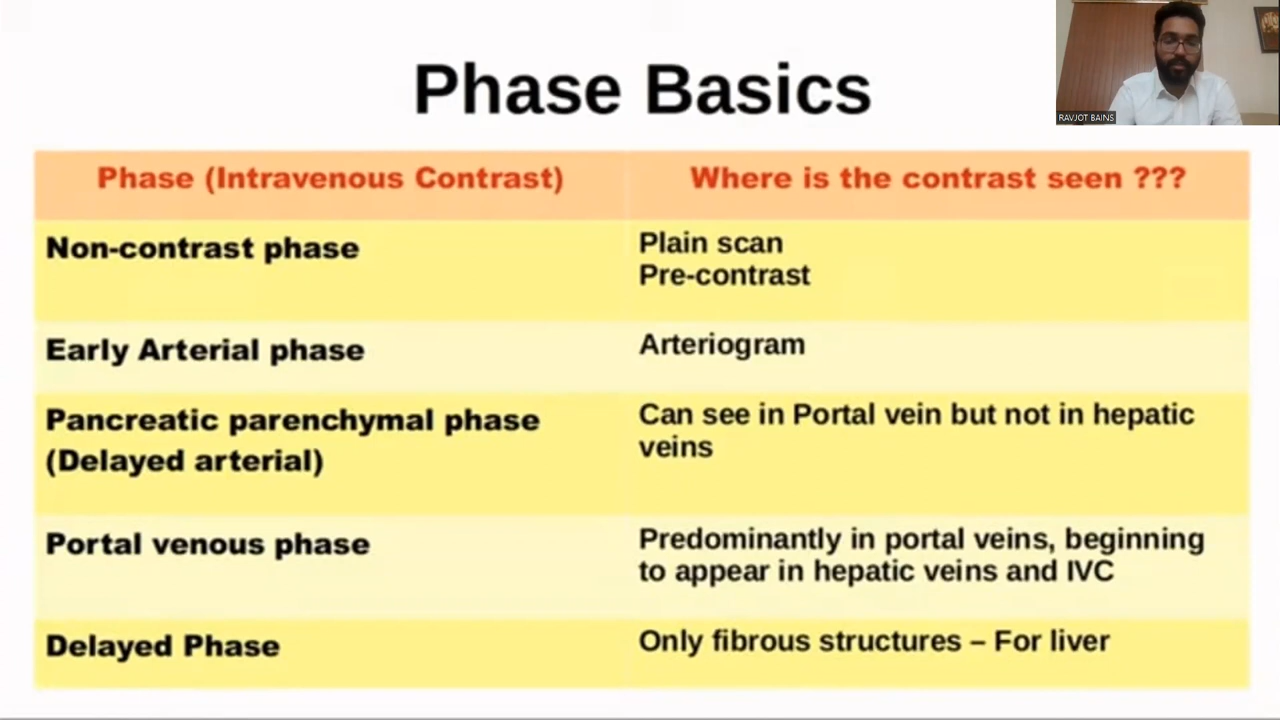 Phase Basics
RAVJOT BAINS
Phase (Intravenous Contrast)
Where is the contrast seen ???
Non-contrast phase
Plain scan
Pre-contrast
Early Arterial phase
Arteriogram
Pancreatic parenchymal phase
(Delayed arterial)
Can see in Portal vein but not in hepatic
veins
Portal venous phase
Predominantly in portal veins, beginning
to appear in hepatic veins and IVC
Delayed Phase
Only fibrous structures – For liver